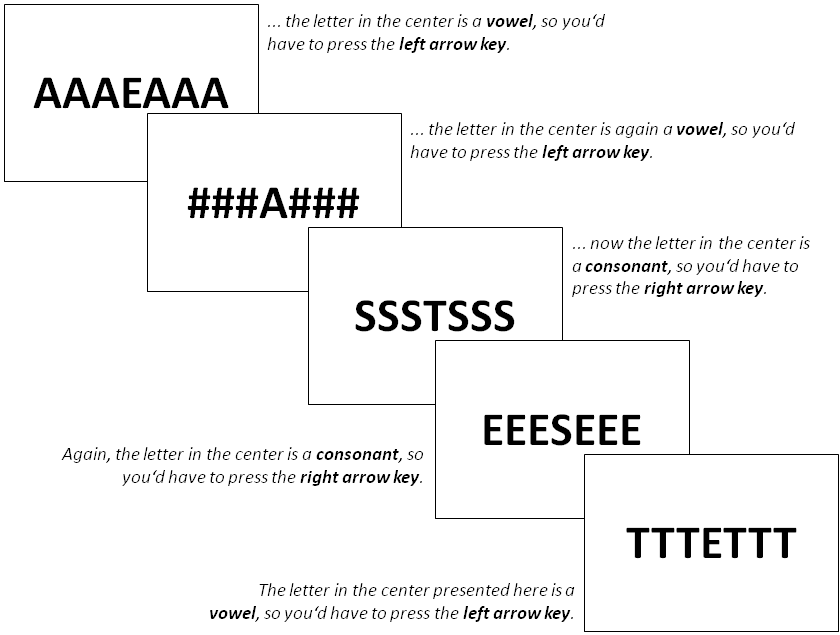 ... the letter in the center is a vowel, so you‘d
have to press the left arrow key.
AAAEAAA
... the letter in the center is again a vowel, so you‘d
have to press the left arrow key.
###A###
... now the letter in the center is
a consonant, so you‘d have to
press the right arrow key.
SSSTSSS
EEESEEE
Again, the letter in the center is a consonant, so
you‘d have to press the right arrow key.
TTTETTT
The letter in the center presented here is a
vowel, so you‘d have to press the left arrow key.